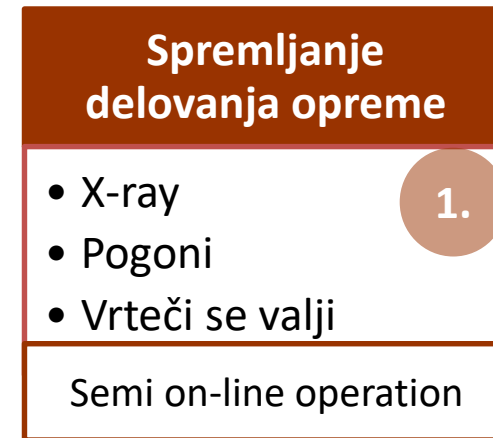 Spremljanje
delovanja opreme
• X-ray
1.
• Pogoni
• Vrteči se valji
Semi on-line operation